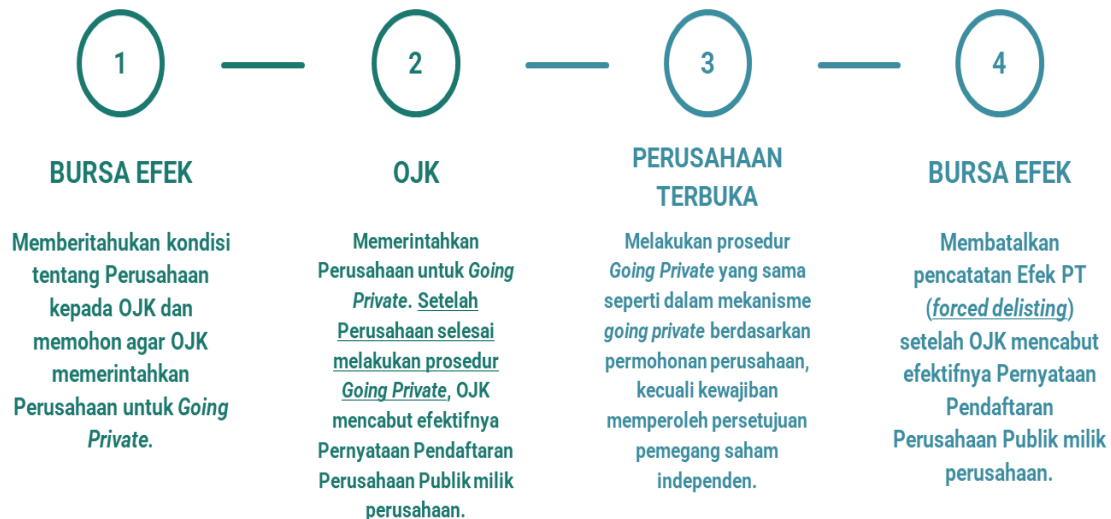 1
BURSA EFEK
Memberitahukan kondisi
tentang Perusahaan
kepada OJK dan
memohon agar OJK
memerintahkan
Perusahaan untuk Going
Private.
2
OJK
Memerintahkan
Perusahaan untuk Going
Private. Setelah
Perusahaan selesai
melakukan prosedur
Going Private, OJK
mencabut efektifnya
Pernyataan Pendaftaran
Perusahaan Publik milik
perusahaan.
3
PERUSAHAAN
TERBUKA
Melakukan prosedur
Going Private yang sama
seperti dalam mekanisme
going private berdasarkan
permohonan perusahaan,
kecuali kewajiban
memperoleh persetujuan
pemegang saham
independen.
4
BURSA EFEK
Membatalkan
pencatatan Efek PT
(forced delisting)
setelah OJK mencabut
efektifnya Pernyataan
Pendaftaran
Perusahaan Publik milik
perusahaan.